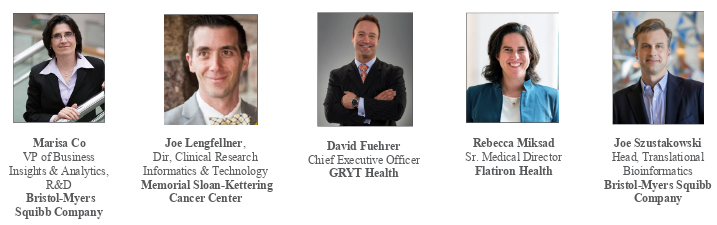 Marisa Co
VP of Business
Insights & Analytics,
R&D
Bristol-Myers
Squibb Company
Joe Lengfellner,
Dir, Clinical Research
Informatics & Technology
Memorial Sloan-Kettering
Cancer Center
David Fuehrer
Chief Executive Officer
GRYT Health
Rebecca Miksad
Sr. Medical Director
Flatiron Health
Joe Szustakowski
Head, Translational
Bioinformatics
Bristol-Myers Squibb
Company